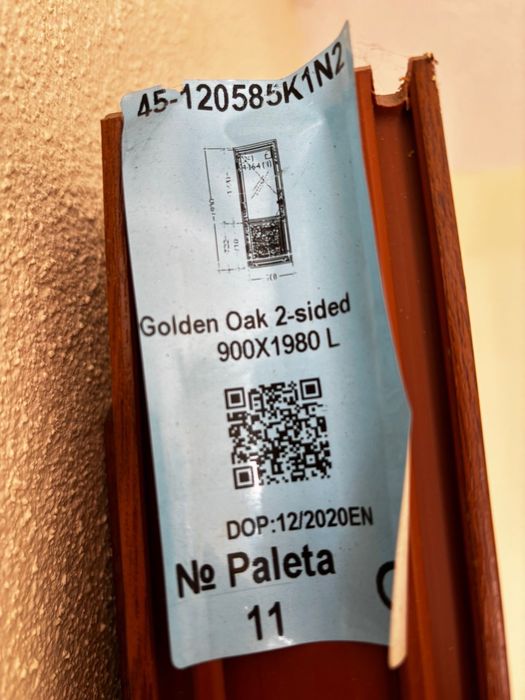 45-120585K1N2
Golden Oak 2-sided
900X1980 L
DOP:12/2020EN
№ Paleta
11